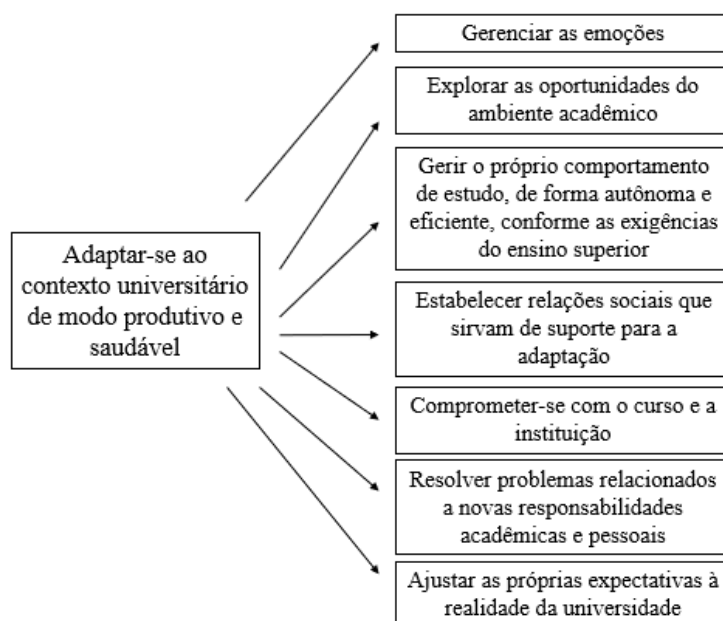 Adaptar-se ao
contexto universitário
de modo produtivo e
saudável
Gerenciar as emoções
Explorar as oportunidades do
ambiente acadêmico
Gerir o próprio comportamento
de estudo, de forma autônoma e
eficiente, conforme as exigências
do ensino superior
Estabelecer relações sociais que
sirvam de suporte para a
adaptação
Comprometer-se com o curso e a
instituição
Resolver problemas relacionados
a novas responsabilidades
acadêmicas e pessoais
Ajustar as próprias expectativas à
realidade da universidade